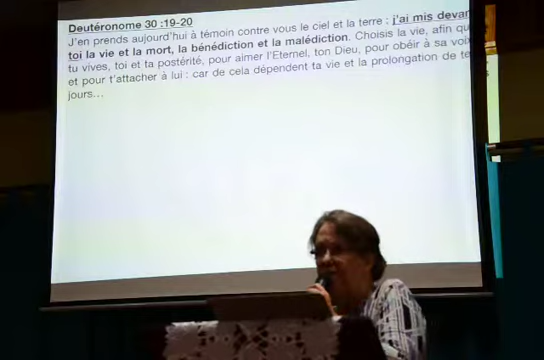 Deutéronome 30 :19-20
J'en prends aujourd'hui à témoin contre vous le ciel et la terre : j'ai mis devan
toi la vie et la mort, la bénédiction et la malédiction. Choisis la vie, afin qu
tu vives, toi et ta postérité, pour aimer l'Eternel, ton Dieu, pour obéir à sa voix
et pour t'attacher à lui : car de cela dépendent ta vie et la prolongation de te
jours…